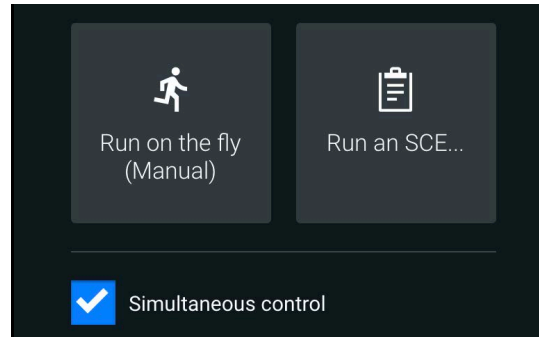 Run on the fly
(Manual)
Run an SCE...
Simultaneous control